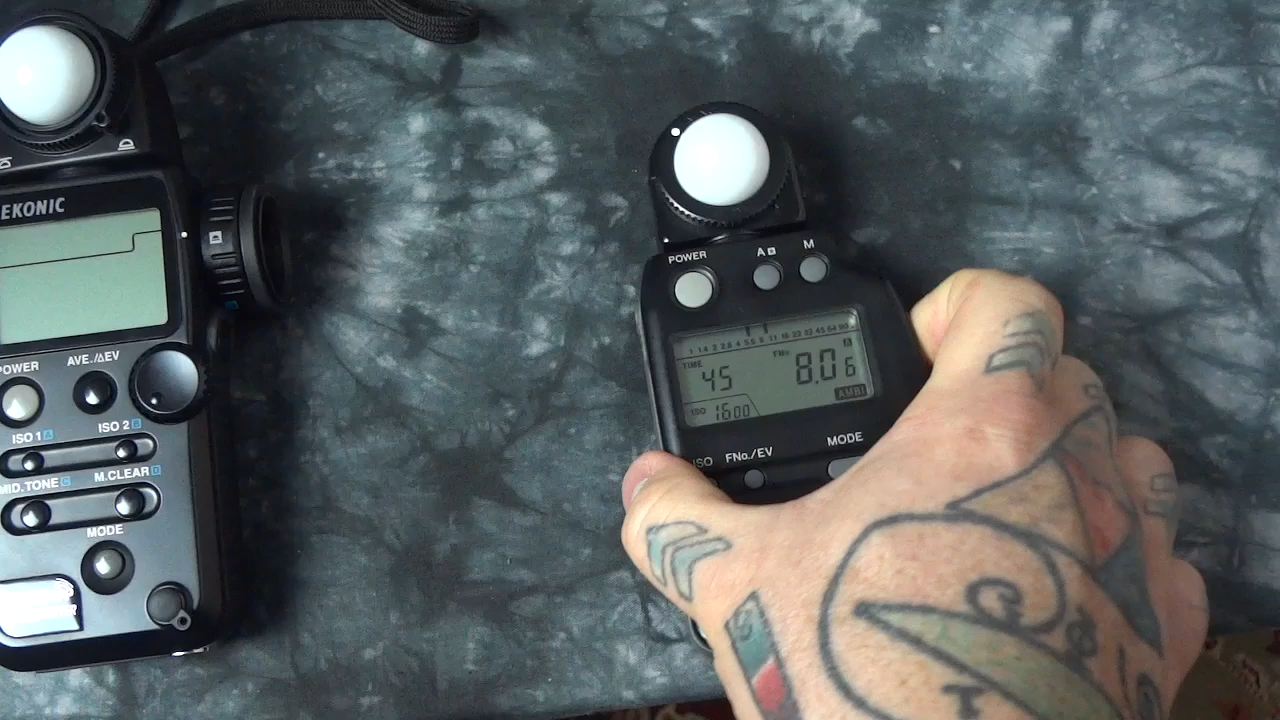 EKONIC
POWER
AVE./ΔEV
ISO 1 A
ISO 2 B
MID.TONE C
M.CLEAR D
MODE
POWER
A B
M
1 1.4 2 2.8 4 5.6 8 11 16 22 32 45 64 90
TIME
45
FNo.
8.0 6
A
AMBI
ISO 1600
ISO
FNo./EV
MODE
S